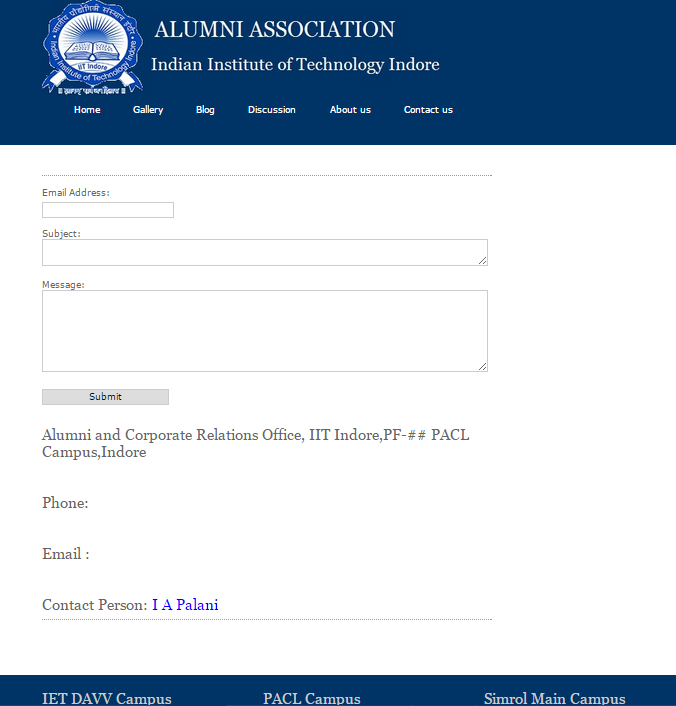 ALUMNI ASSOCIATION
Indian Institute of Technology Indore
भारतीय प्रौद्योगिकी संस्थान इंदौर
IIT Indore
Indian Institute of Technology Indore
Home Gallery Blog Discussion About us Contact us
Email Address:
Subject:
Message:
Submit
Alumni and Corporate Relations Office, IIT Indore,PF-## PACL
Campus,Indore
Phone:
Email :
Contact Person: I A Palani
IET DAVV Campus PACL Campus Simrol Main Campus